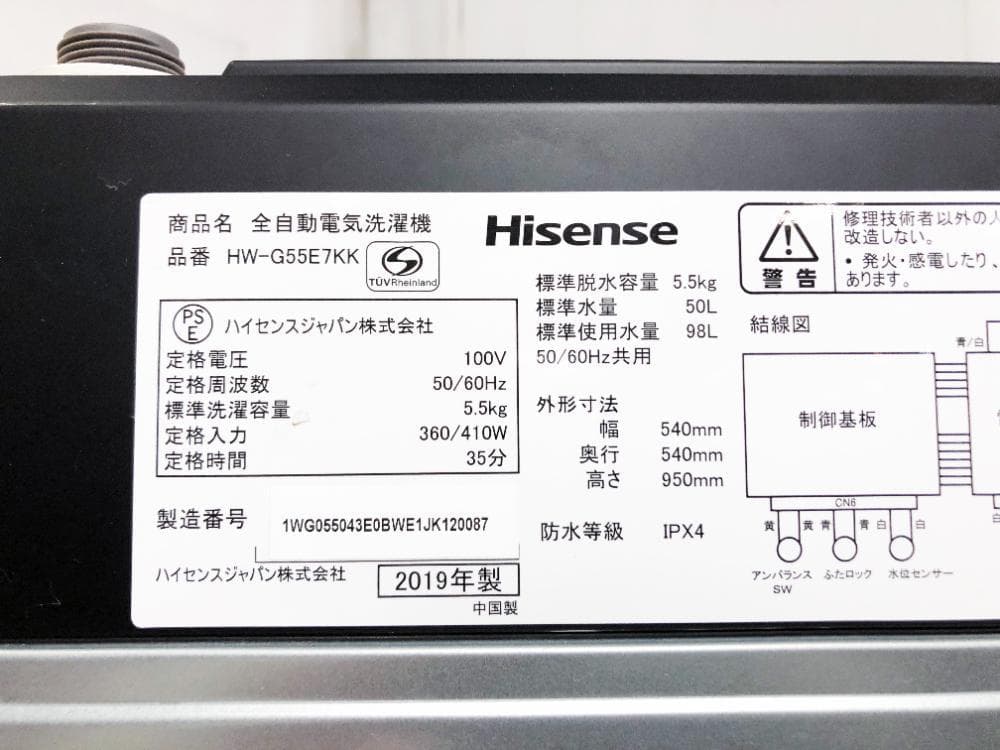 商品名 全自動電気洗濯機
品番 HW-G55E7KK
TÜVRheinland
PS
E
ハイセンスジャパン株式会社
定格電圧 100V
定格周波数 50/60Hz
標準洗濯容量 5.5kg
定格入力 360/410W
定格時間 35分
製造番号 1WG055043E0BWE1JK120087
ハイセンスジャパン株式会社 2019年製
中国製
Hisense
標準脱水容量 5.5kg
標準水量 50L
標準使用水量 98L
50/60Hz共用
外形寸法
幅 540mm
奥行 540mm
高さ 950mm
防水等級 IPX4
警告
修理技術者以外の人
改造しない。
・発火・感電したり、
あります。
結線図
青/白
制御基板
CN6
黄 黄 青 青 白 白
アンバランス
SW
ふたロック
水位センサー